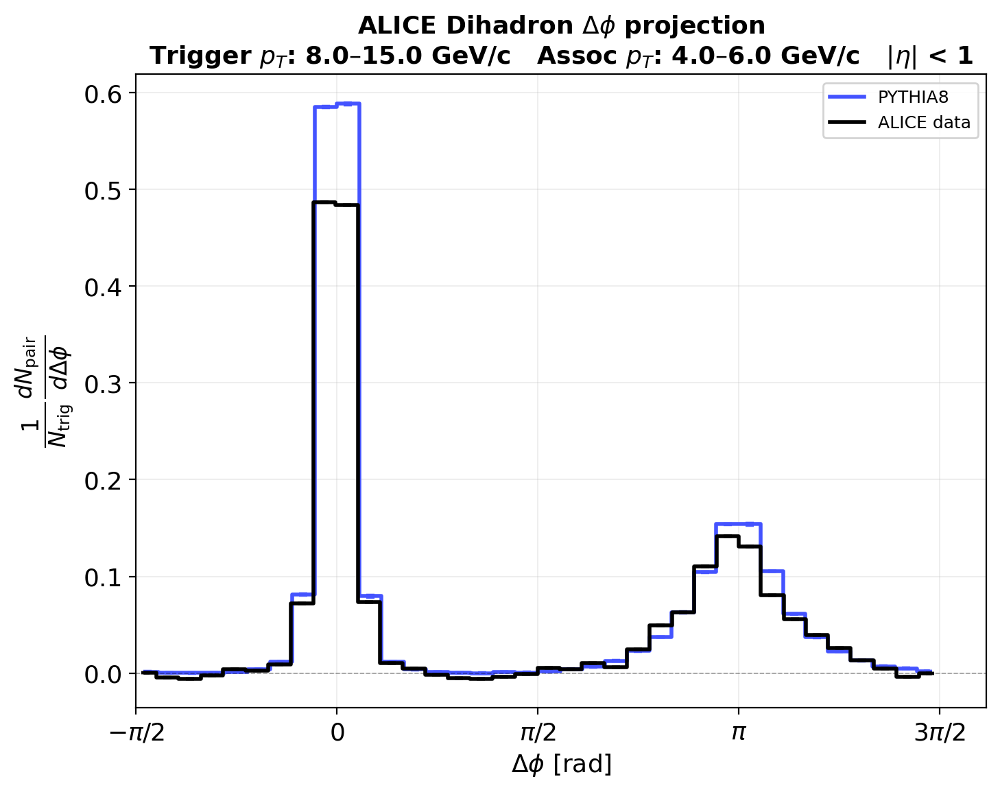 ALICE Dihadron Δϕ projection
Trigger p_T: 8.0–15.0 GeV/c   Assoc p_T: 4.0–6.0 GeV/c   |η| < 1
PYTHIA8
ALICE data
0.6
0.5
0.4
0.3
0.2
0.1
0.0
1/N_trig dN_pair/dΔϕ
−π/2
0
π/2
π
3π/2
Δϕ [rad]